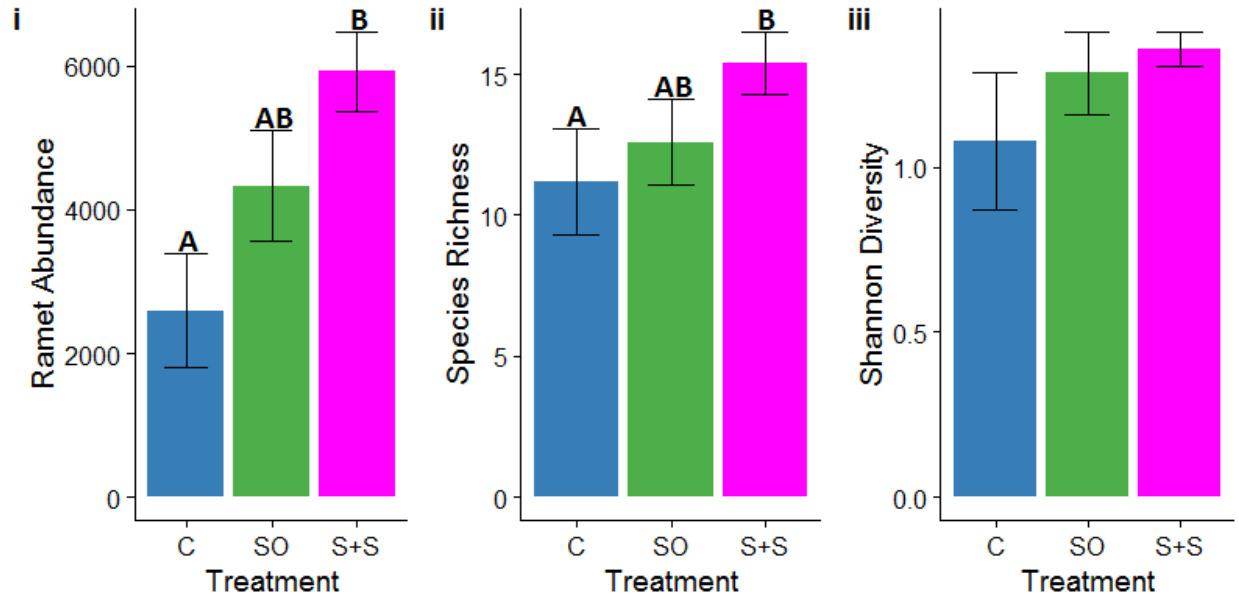 i
Ramet Abundance
6000
4000
2000
0
A
AB
B
C SO S+S
Treatment
ii
Species Richness
15
10
5
0
A
AB
B
C SO S+S
Treatment
iii
Shannon Diversity
1.0
0.5
0.0
C SO S+S
Treatment